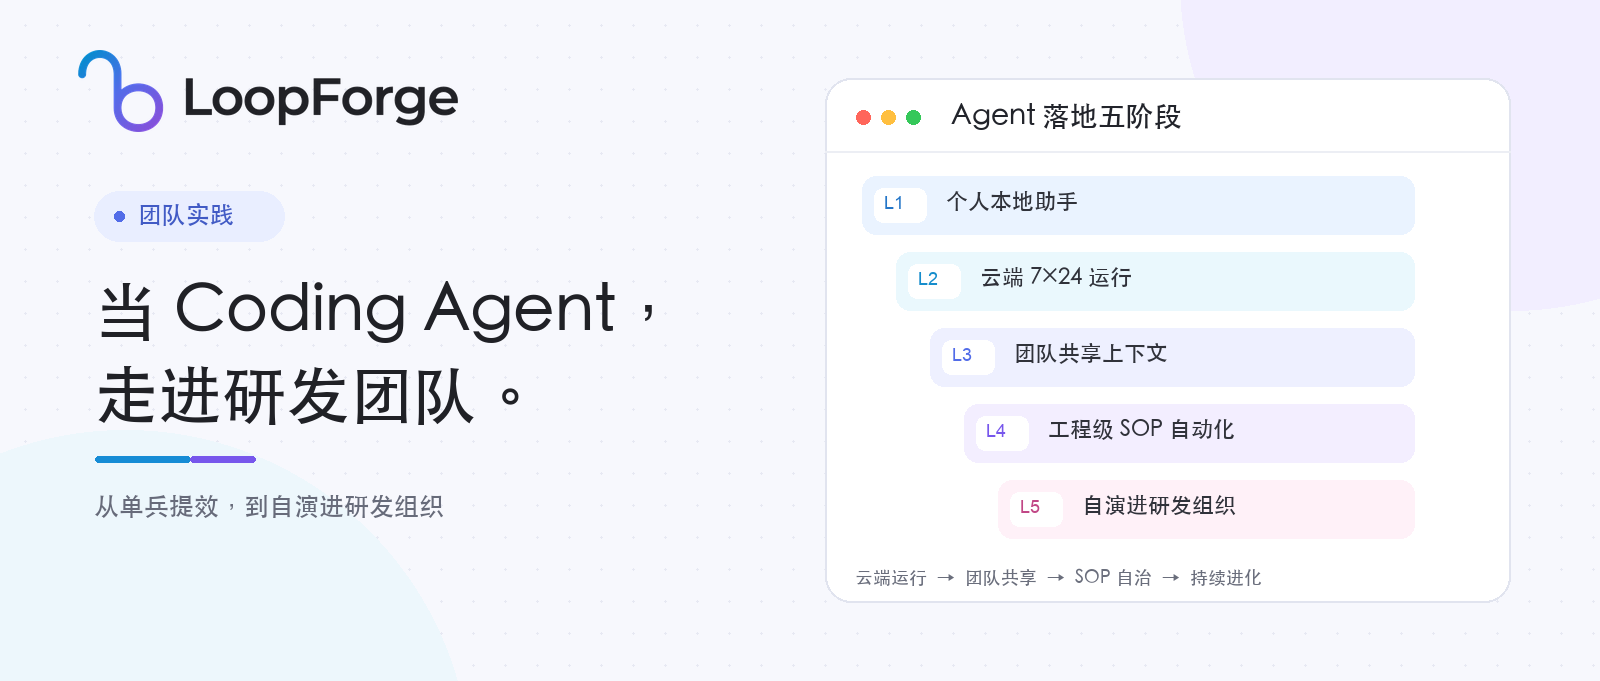 LoopForge
团队实践
当 Coding Agent，
走进研发团队。
从单兵提效，到自演进研发组织
Agent 落地五阶段
L1 个人本地助手
L2 云端 7×24 运行
L3 团队共享上下文
L4 工程级 SOP 自动化
L5 自演进研发组织
云端运行 → 团队共享 → SOP 自治 → 持续进化